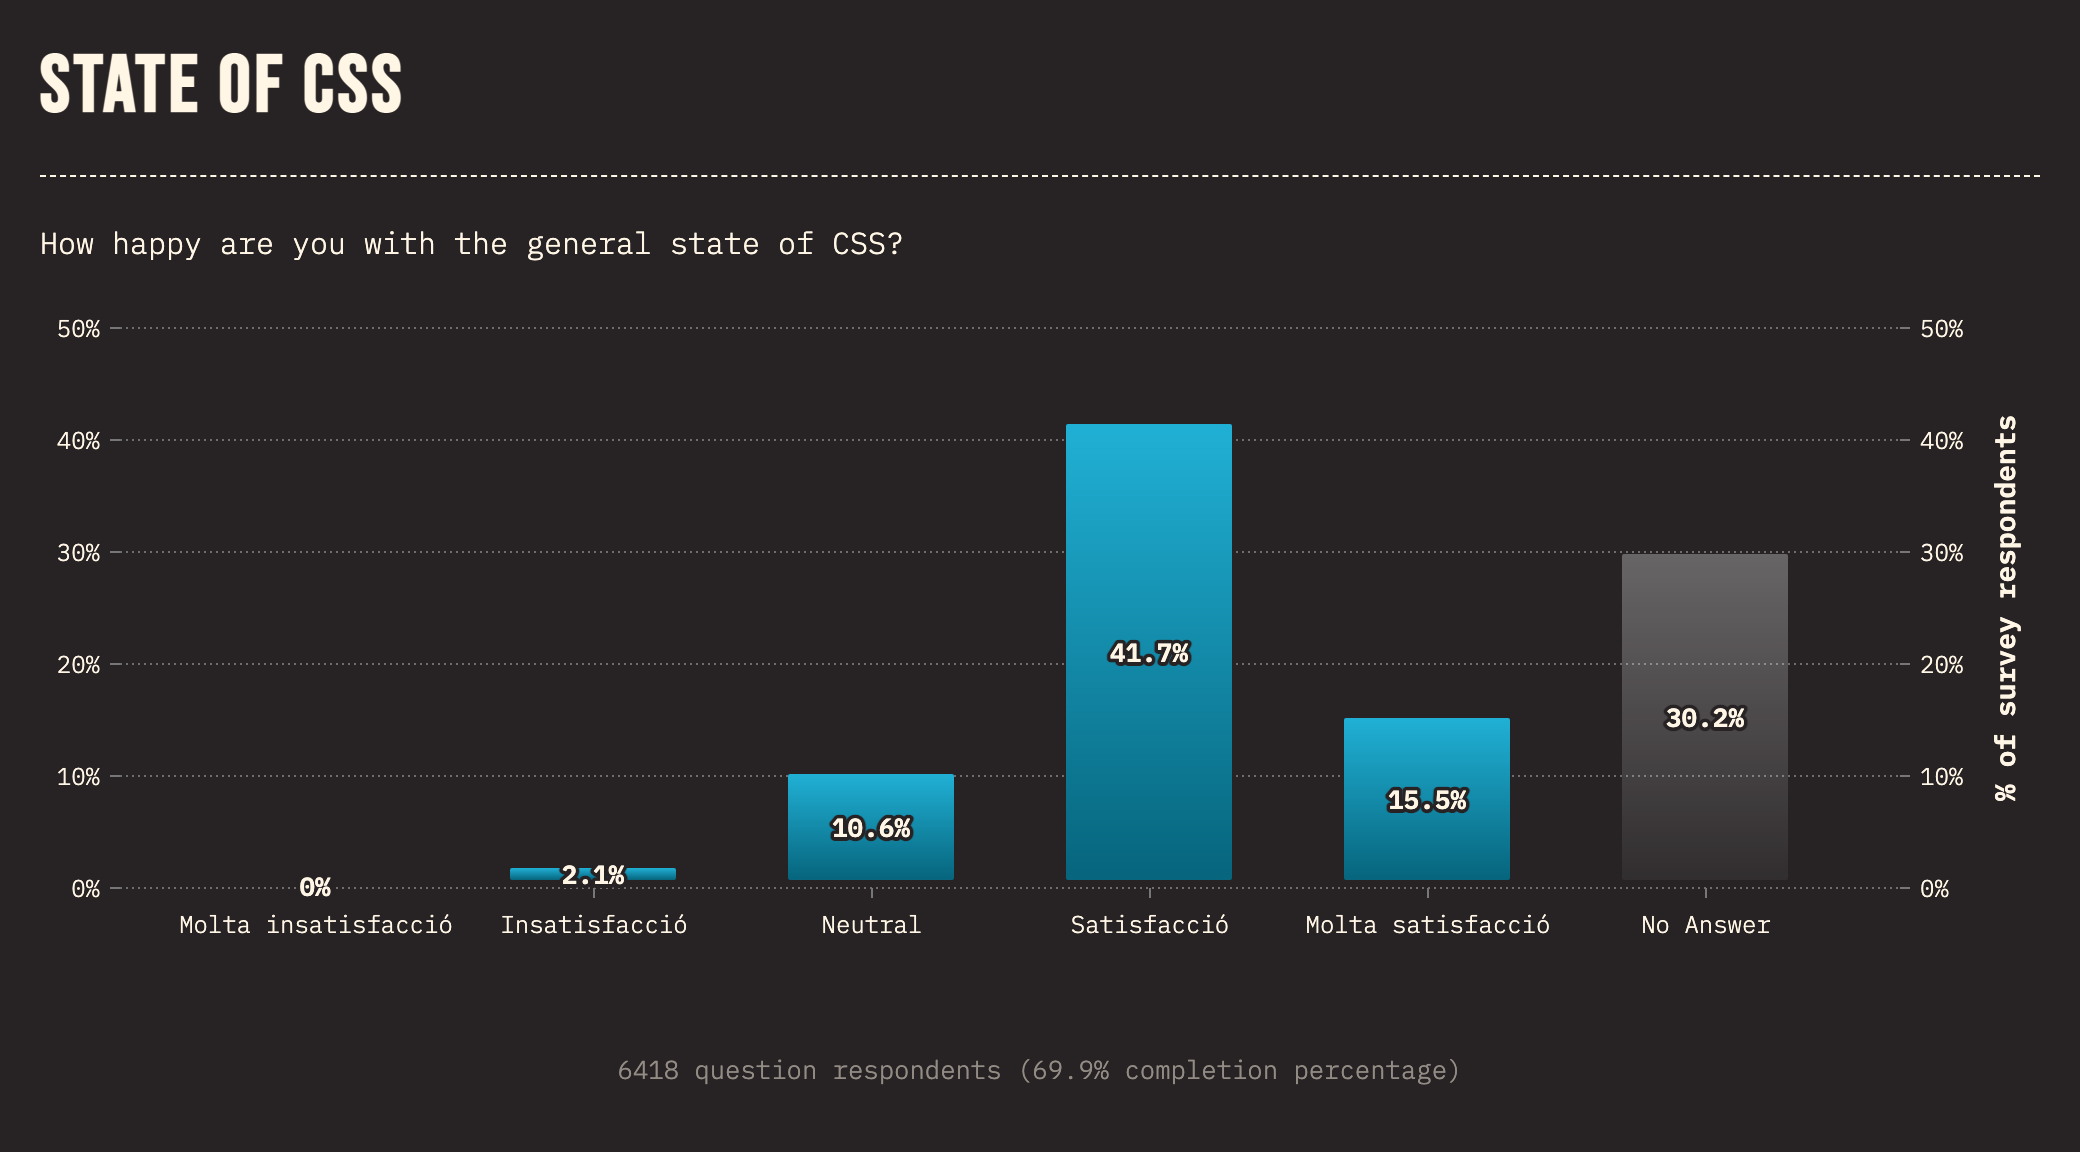 STATE OF CSS
How happy are you with the general state of CSS?
50%
40%
30%
20%
10%
0%
50%
40%
30%
20%
10%
0%
% of survey respoupeuts
0%
2.1%
10.6%
41.7%
15.5%
30.2%
Molta insatisfacció
Insatisfacció
Neutral
Satisfacció
Molta satisfacció
No Answer
6418 question respondents (69.9% completion percentage)